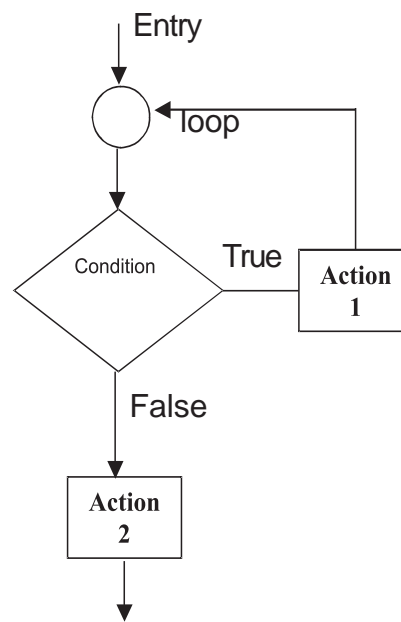 Entry
loop
Condition
True
Action
1
False
Action
2